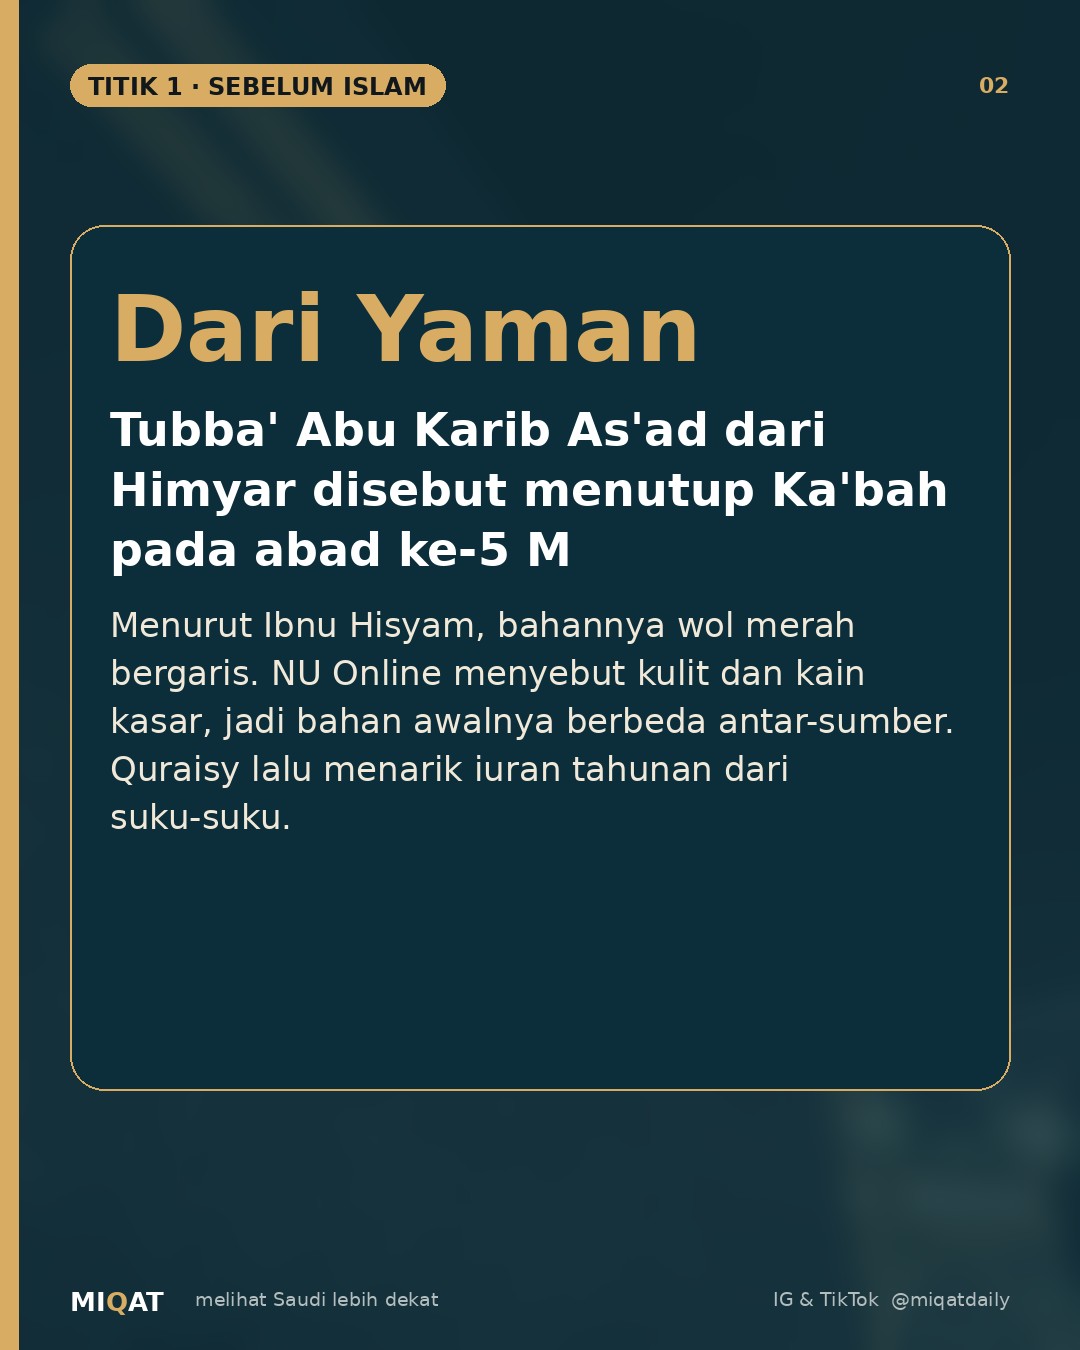 TITIK 1 · SEBELUM ISLAM
02
Dari Yaman
Tubba' Abu Karib As'ad dari
Himyar disebut menutup Ka'bah
pada abad ke-5 M
Menurut Ibnu Hisyam, bahannya wol merah
bergaris. NU Online menyebut kulit dan kain
kasar, jadi bahan awalnya berbeda antar-sumber.
Quraisy lalu menarik iuran tahunan dari
suku-suku.
MIQAT melihat Saudi lebih dekat
IG & TikTok @miqatdaily